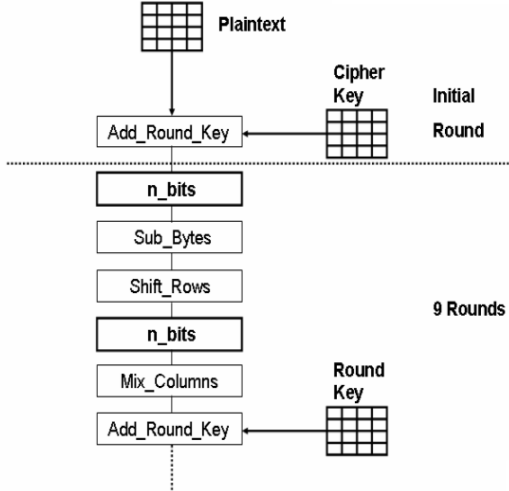 Plaintext
Cipher
Key
Initial
Round
Add_Round_Key
n_bits
Sub_Bytes
Shift_Rows
n_bits
9 Rounds
Mix_Columns
Round
Key
Add_Round_Key